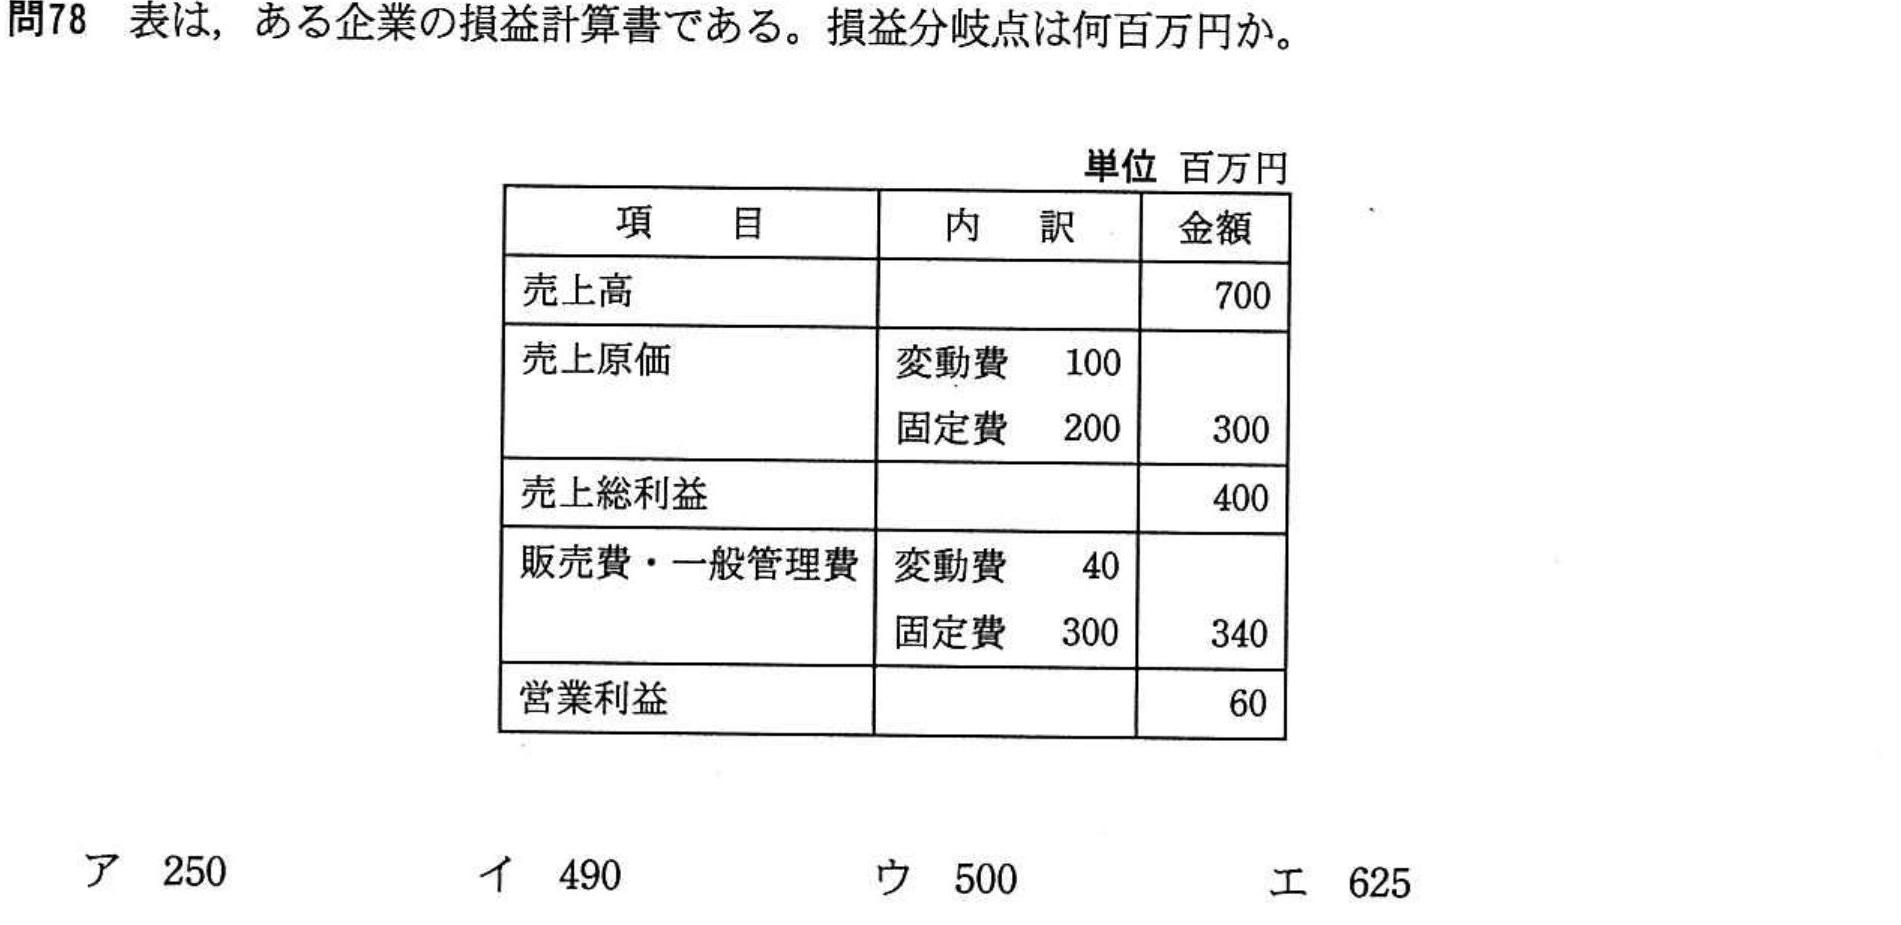 問78 表は，ある企業の損益計算書である。損益分岐点は何百万円か。
単位 百万円
項 目 内 訳 金額
売上高 700
売上原価 変動費 100
固定費 200 300
売上総利益 400
販売費・一般管理費 変動費 40
固定費 300 340
営業利益 60
ア 250 イ 490 ウ 500 エ 625